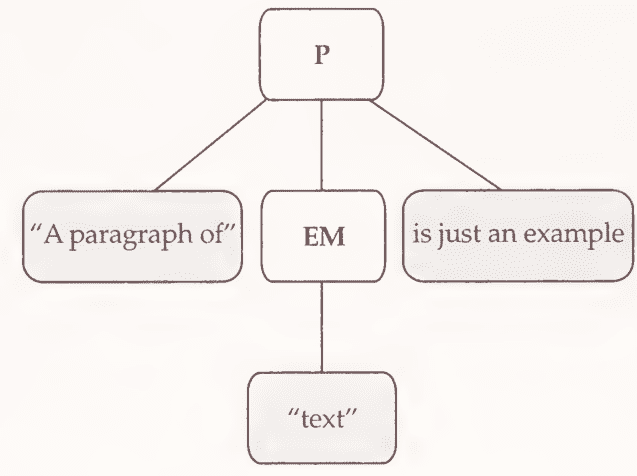 P
“A paragraph of”
EM
is just an example
“text”